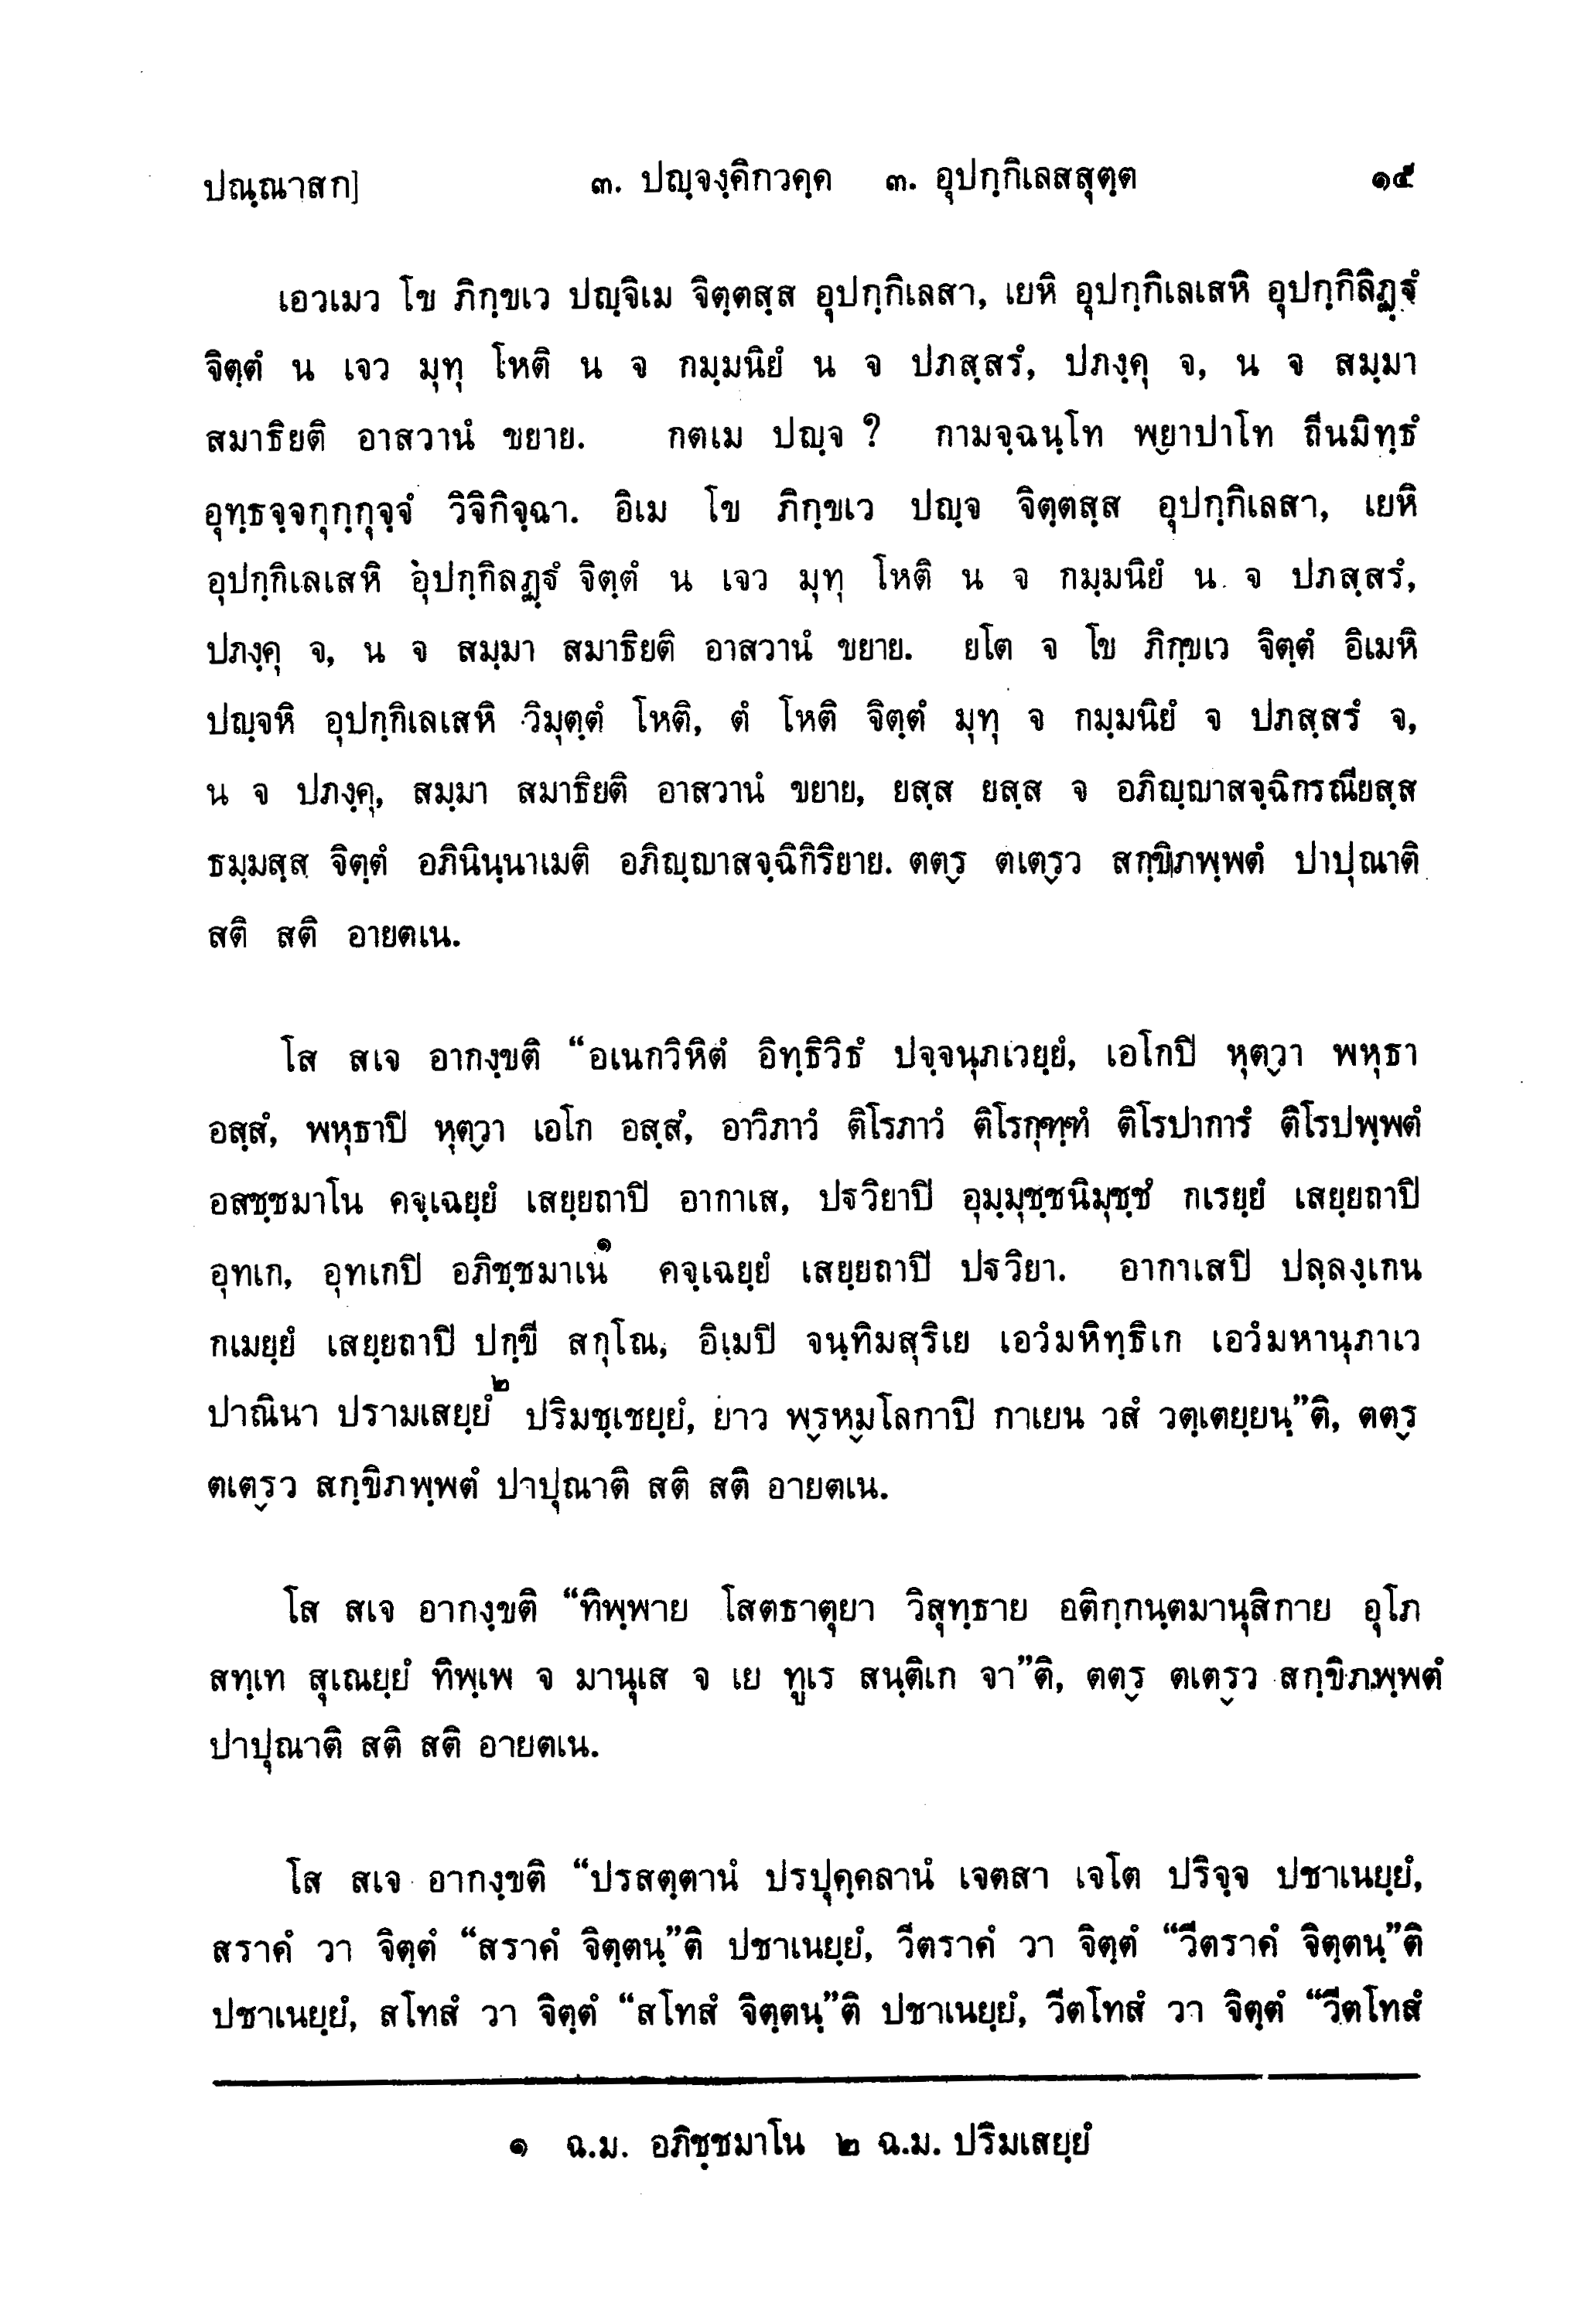 ปณฺณาสก]	๓. ปญฺจงฺคิกวคฺค ๓. อุปกฺกิเลสสุตฺต	๑๕
เอวเมว โข ภิกฺขเว ปญฺจิเม จิตฺตสฺส อุปกฺกิเลสา, เยหิ อุปกฺกิเลเสหิ อุปกฺกิลิฏฺฐํ
จิตฺตํ น เจว มุทุ โหติ น จ กมฺมนิยํ น จ ปภสฺสรํ, ปภงฺคุ จ, น จ สมฺมา
สมาธิยติ อาสวานํ ขยาย. กตเม ปญฺจ ? กามจฺฉนฺโท พฺยาปาโท ถีนมิทฺธํ
อุทฺธจฺจกุกฺกุจฺจํ วิจิกิจฺฉา. อิเม โข ภิกฺขเว ปญฺจ จิตฺตสฺส อุปกฺกิเลสา, เยหิ
อุปกฺกิเลเสหิ อุปกฺกิลฏฺฐํ จิตฺตํ น เจว มุทุ โหติ น จ กมฺมนิยํ น จ ปภสฺสรํ,
ปภงฺคุ จ, น จ สมฺมา สมาธิยติ อาสวานํ ขยาย. ยโต จ โข ภิกฺขเว จิตฺตํ อิเมหิ
ปญฺจหิ อุปกฺกิเลเสหิ วิมุตฺตํ โหติ, ตํ โหติ จิตฺตํ มุทุ จ กมฺมนิยํ จ ปภสฺสรํ จ,
น จ ปภงฺคุ, สมฺมา สมาธิยติ อาสวานํ ขยาย, ยสฺส ยสฺส จ อภิญฺญาสจฺฉิกรณียสฺส
ธมฺมสฺส จิตฺตํ อภินินฺนาเมติ อภิญฺญาสจฺฉิกิริยาย. ตตฺร ตเตฺรว สกฺขิภพฺพตํ ปาปุณาติ
สติ สติ อายตเน.
โส สเจ อากงฺขติ “อเนกวิหิตํ อิทฺธิวิธํ ปจฺจนุภเวยฺยํ, เอโกปิ หุตฺวา พหุธา
อสฺสํ, พหุธาปิ หุตฺวา เอโก อสฺสํ, อาวิภาวํ ติโรภาวํ ติโรกุฑฺฑํ ติโรปาการํ ติโรปพฺพตํ
อสชฺชมาโน คจฺเฉยฺยํ เสยฺยถาปิ อากาเส, ปฐวิยาปิ อุมฺมุชฺชนิมุชฺชํ กเรยฺยํ เสยฺยถาปิ
อุทเก, อุทเกปิ อภิชฺชมาเน๑ คจฺเฉยฺยํ เสยฺยถาปิ ปฐวิยา. อากาเสปิ ปลฺลงฺเกน
กเมยฺยํ เสยฺยถาปิ ปกฺขี สกุโณ, อิเมปิ จนฺทิมสุริเย เอวํมหิทฺธิเก เอวํมหานุภาเว
ปาณินา ปรามเสยฺยํ๒ ปริมชฺเชยฺยํ, ยาว พฺรหฺมโลกาปิ กาเยน วสํ วตฺเตยฺยนฺ”ติ, ตตฺร
ตเตฺรว สกฺขิภพฺพตํ ปาปุณาติ สติ สติ อายตเน.
โส สเจ อากงฺขติ “ทิพฺพาย โสตธาตุยา วิสุทฺธาย อติกฺกนฺตมานุสิกาย อุโภ
สทฺเท สุเณยฺยํ ทิพฺเพ จ มานุเส จ เย ทูเร สนฺติเก จา”ติ, ตตฺร ตเตฺรว สกฺขิภพฺพตํ
ปาปุณาติ สติ สติ อายตเน.
โส สเจ อากงฺขติ “ปรสตฺตานํ ปรปุคฺคลานํ เจตสา เจโต ปริจฺจ ปชาเนยฺยํ,
สราคํ วา จิตฺตํ “สราคํ จิตฺตนฺ”ติ ปชาเนยฺยํ, วีตราคํ วา จิตฺตํ “วีตราคํ จิตฺตนฺ”ติ
ปชาเนยฺยํ, สโทสํ วา จิตฺตํ “สโทสํ จิตฺตนฺ”ติ ปชาเนยฺยํ, วีตโทสํ วา จิตฺตํ “วีตโทสํ
๑ ฉ.ม. อภิชฺชมาโน ๒ ฉ.ม. ปริมเสยฺยํ